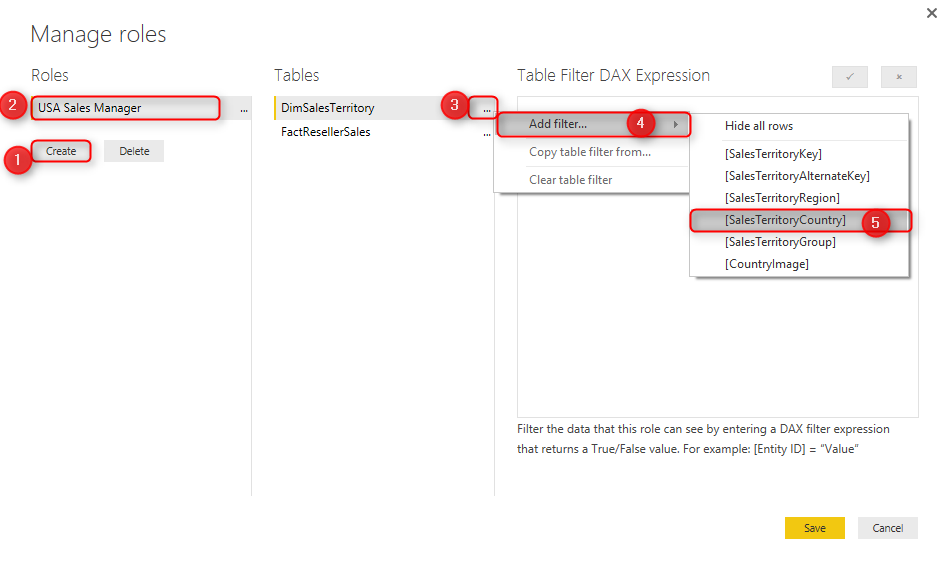 Manage roles
Roles
Tables
Table Filter DAX Expression
2
USA Sales Manager
...
DimSalesTerritory
3
...
FactResellerSales
...
1
Create
Delete
Add filter...
4
Copy table filter from...
Clear table filter
Hide all rows
[SalesTerritoryKey]
[SalesTerritoryAlternateKey]
[SalesTerritoryRegion]
[SalesTerritoryCountry]
5
[SalesTerritoryGroup]
[CountryImage]
Filter the data that this role can see by entering a DAX filter expression
that returns a True/False value. For example: [Entity ID] = “Value”
Save
Cancel